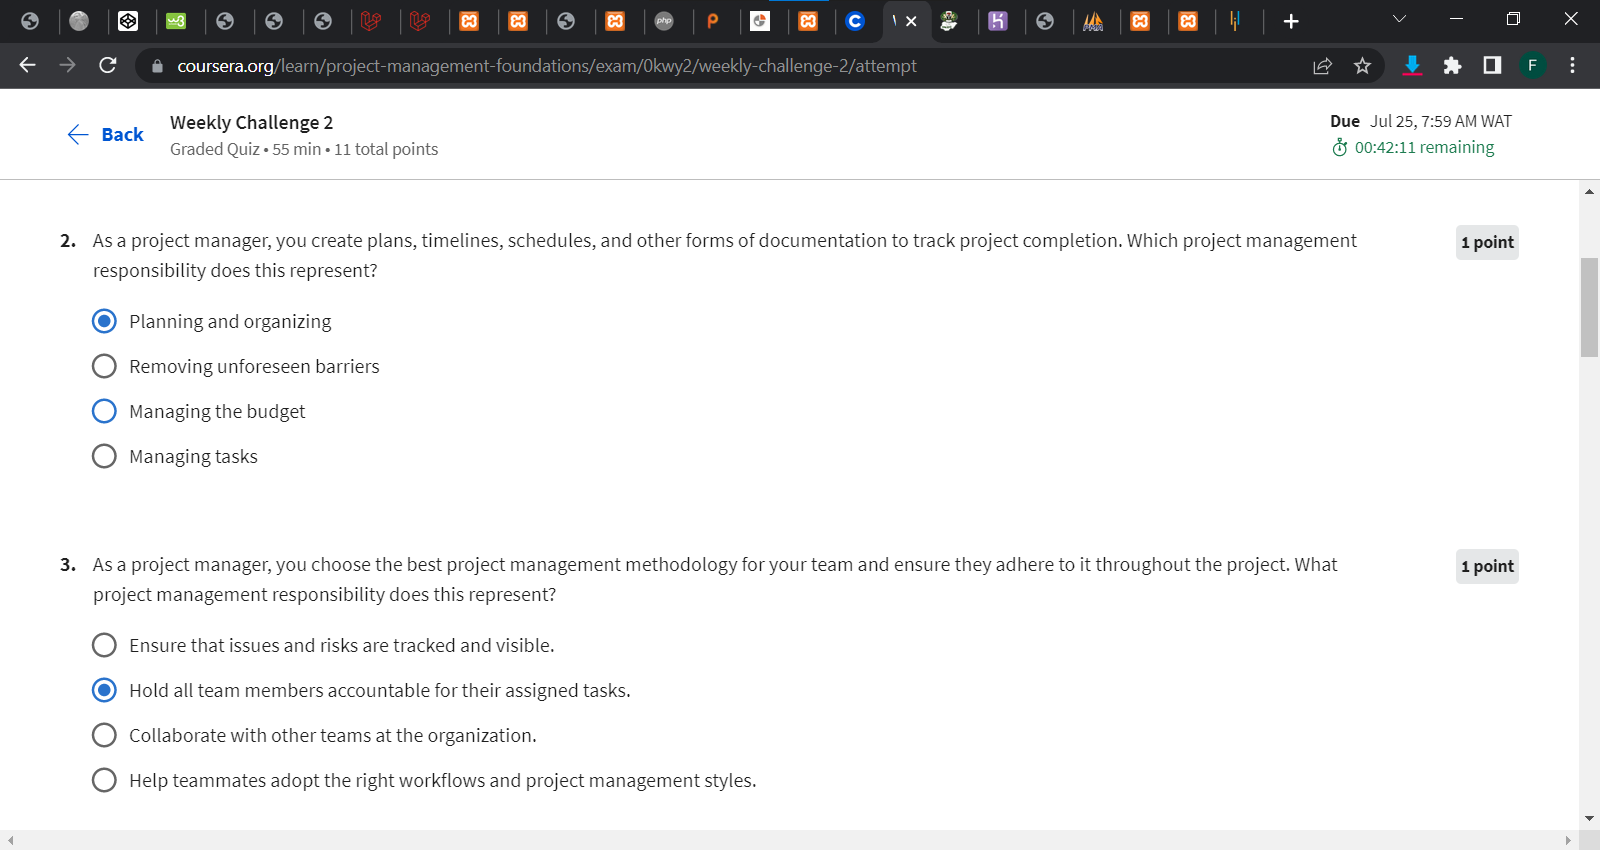 php
coursera.org/learn/project-management-foundations/exam/0kwy2/weekly-challenge-2/attempt
F
Back
Weekly Challenge 2
Graded Quiz • 55 min • 11 total points
Due Jul 25, 7:59 AM WAT
00:42:11 remaining
2. As a project manager, you create plans, timelines, schedules, and other forms of documentation to track project completion. Which project management
responsibility does this represent?
1 point
Planning and organizing
Removing unforeseen barriers
Managing the budget
Managing tasks
3. As a project manager, you choose the best project management methodology for your team and ensure they adhere to it throughout the project. What
project management responsibility does this represent?
1 point
Ensure that issues and risks are tracked and visible.
Hold all team members accountable for their assigned tasks.
Collaborate with other teams at the organization.
Help teammates adopt the right workflows and project management styles.